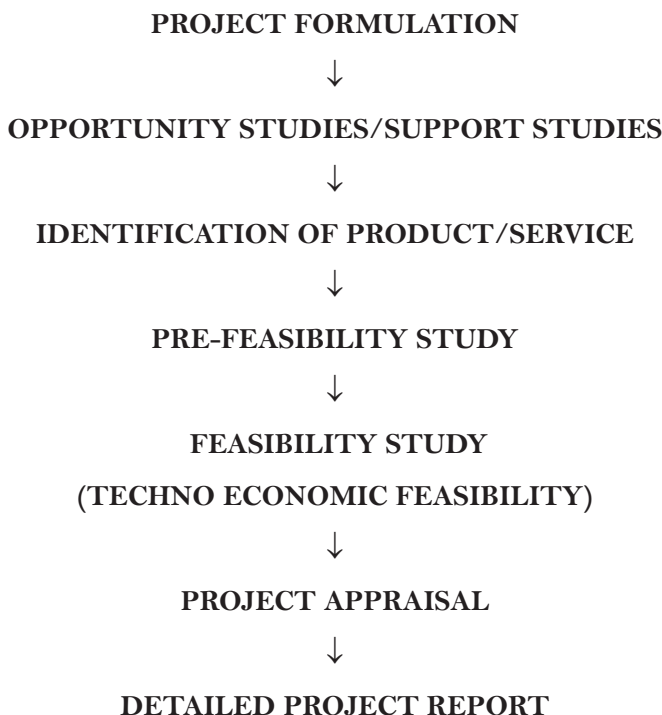 PROJECT FORMULATION
↓
OPPORTUNITY STUDIES/SUPPORT STUDIES
↓
IDENTIFICATION OF PRODUCT/SERVICE
↓
PRE-FEASIBILITY STUDY
↓
FEASIBILITY STUDY
(TECHNO ECONOMIC FEASIBILITY)
↓
PROJECT APPRAISAL
↓
DETAILED PROJECT REPORT